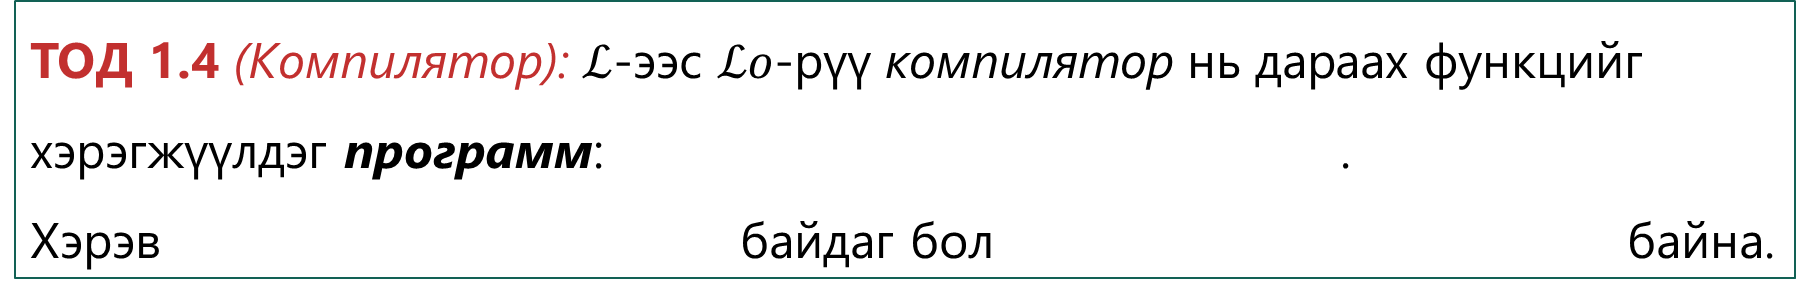 ТОД 1.4 (Компилятор): ℒ-ээс ℒo-рүү компилятор нь дараах функцийг
хэрэгжүүлдэг программ: .
Хэрэв байдаг бол байна.